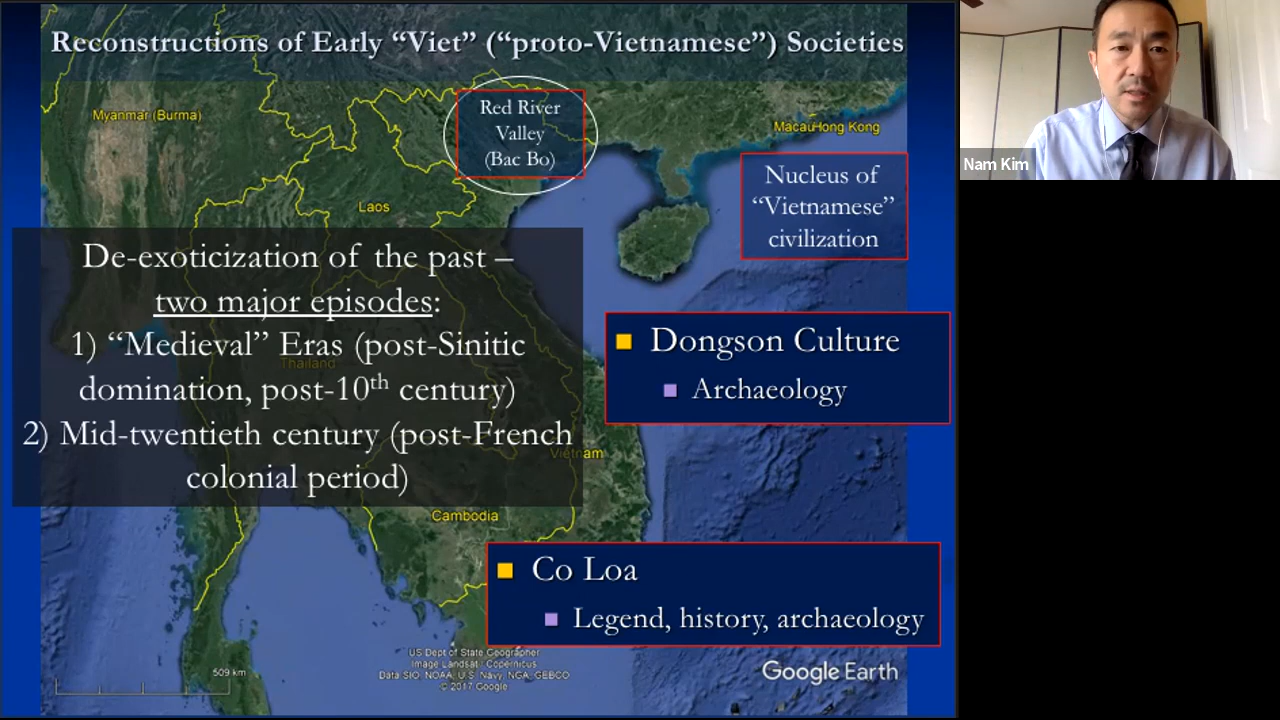 Reconstructions of Early “Viet” (“proto-Vietnamese”) Societies
Myanmar (Burma)
Red River
Valley
(Bac Bo)
Macau
Hong Kong
Nam Kim
Nucleus of
“Vietnamese”
civilization
Laos
De-exoticization of the past –
two major episodes:
1) “Medieval” Eras (post-Sinitic
Thailand
domination, post-10th century)
2) Mid-twentieth century (post-French
colonial period)
Dongson Culture
Archaeology
Vietnam
Cambodia
Co Loa
Legend, history, archaeology
US Dept of State Geographer
Image Landsat / Copernicus
Data SIO, NOAA, U.S. Navy, NGA, GEBCO
© 2017 Google
509 km
Google Earth